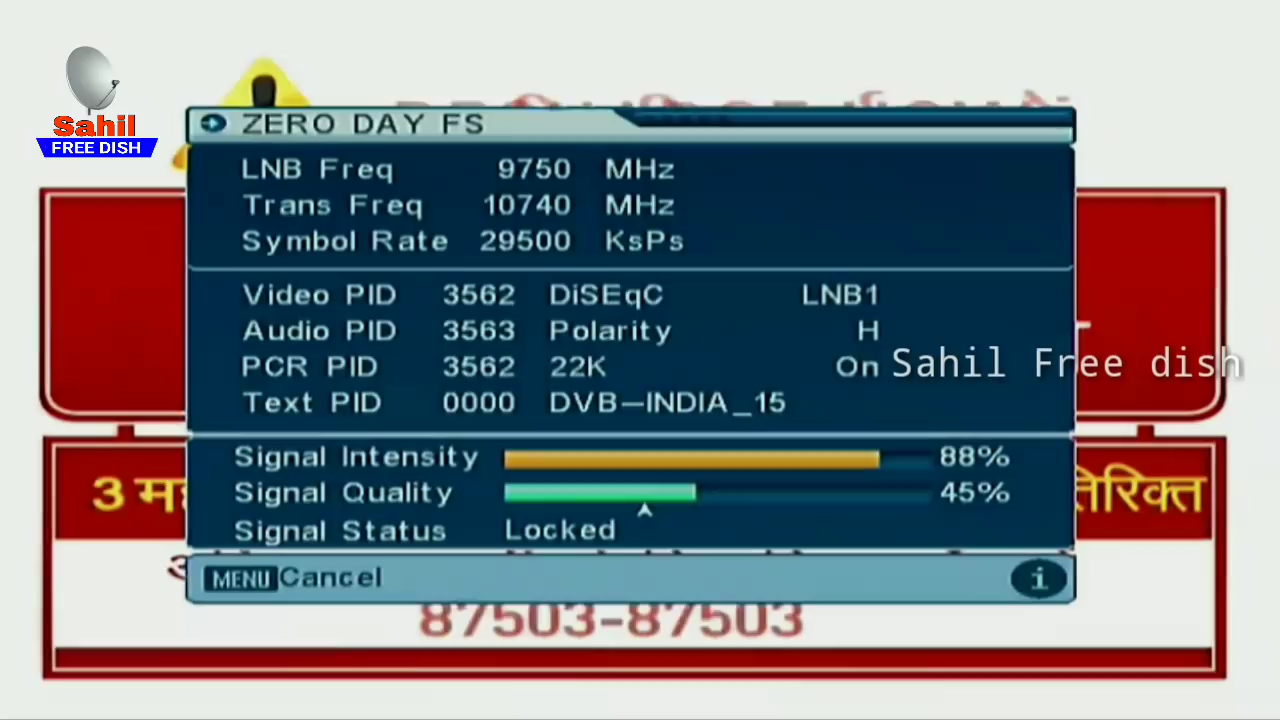 Sahil
FREE DISH
ZERO DAY FS
LNB Freq 9750 MHz
Trans Freq 10740 MHz
Symbol Rate 29500 KsPs
Video PID 3562 DiSEqC LNB1
Audio PID 3563 Polarity H
PCR PID 3562 22K On
Sahil Free dish
Text PID 0000 DVB–INDIA_15
Signal Intensity 88%
Signal Quality 45%
Signal Status Locked
MENU Cancel i
87503-87503